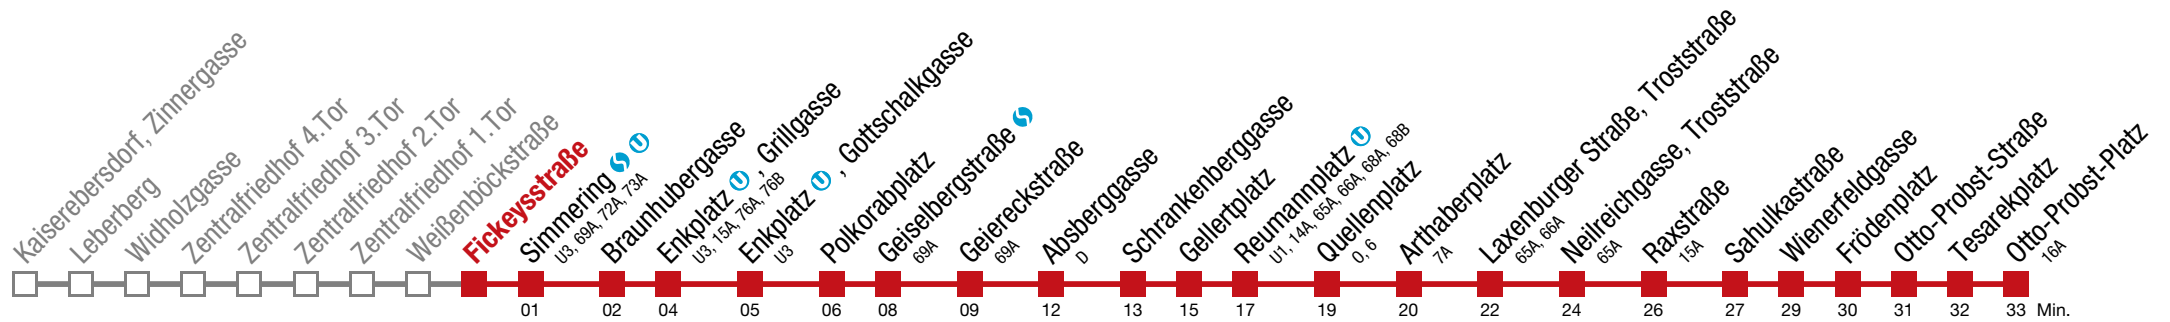 Kaiserebersdorf, Zinnergasse
Leberberg
Widholzgasse
Zentralfriedhof 4.Tor
Zentralfriedhof 3.Tor
Zentralfriedhof 2.Tor
Zentralfriedhof 1.Tor
Weißenböckstraße
Fickeysstraße
Simmering S U
U3, 69A, 72A, 73A
Braunhubergasse
Enkplatz U , Grillgasse
U3, 15A, 76A, 76B
Enkplatz U , Gottschalkgasse
U3
Polkorabplatz
Geiselbergstraße S
69A
Geiereckstraße
69A
Absberggasse
D
Schrankenberggasse
Gellertplatz
Reumannplatz U
U1, 14A, 65A, 66A, 68A, 68B
Quellenplatz
O, 6
Arthaberplatz
7A
Laxenburger Straße, Troststraße
65A, 66A
Neilreichgasse, Troststraße
65A
Raxstraße
15A
Sahulkastraße
Wienerfeldgasse
Frödenplatz
Otto-Probst-Straße
Tesarekplatz
Otto-Probst-Platz
16A
01 02 04 05 06 08 09 12 13 15 17 19 20 22 24 26 27 29 30 31 32 33 Min.